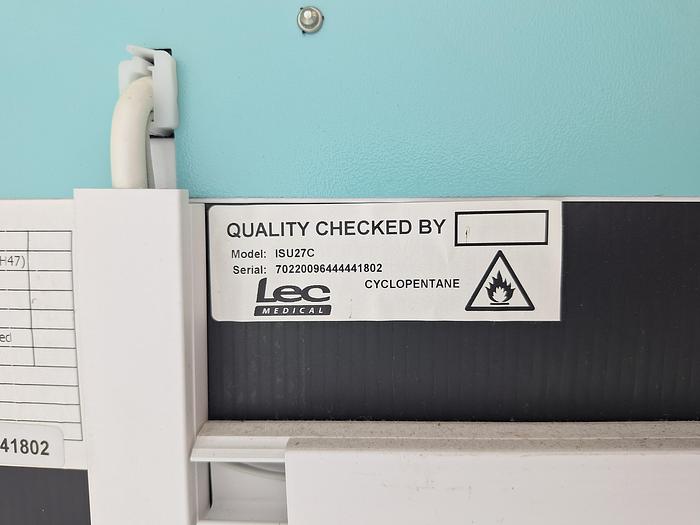 QUALITY CHECKED BY
Model: ISU27C
Serial: 70220096444441802
Lec
MEDICAL
CYCLOPENTANE
H47)
ed
41802